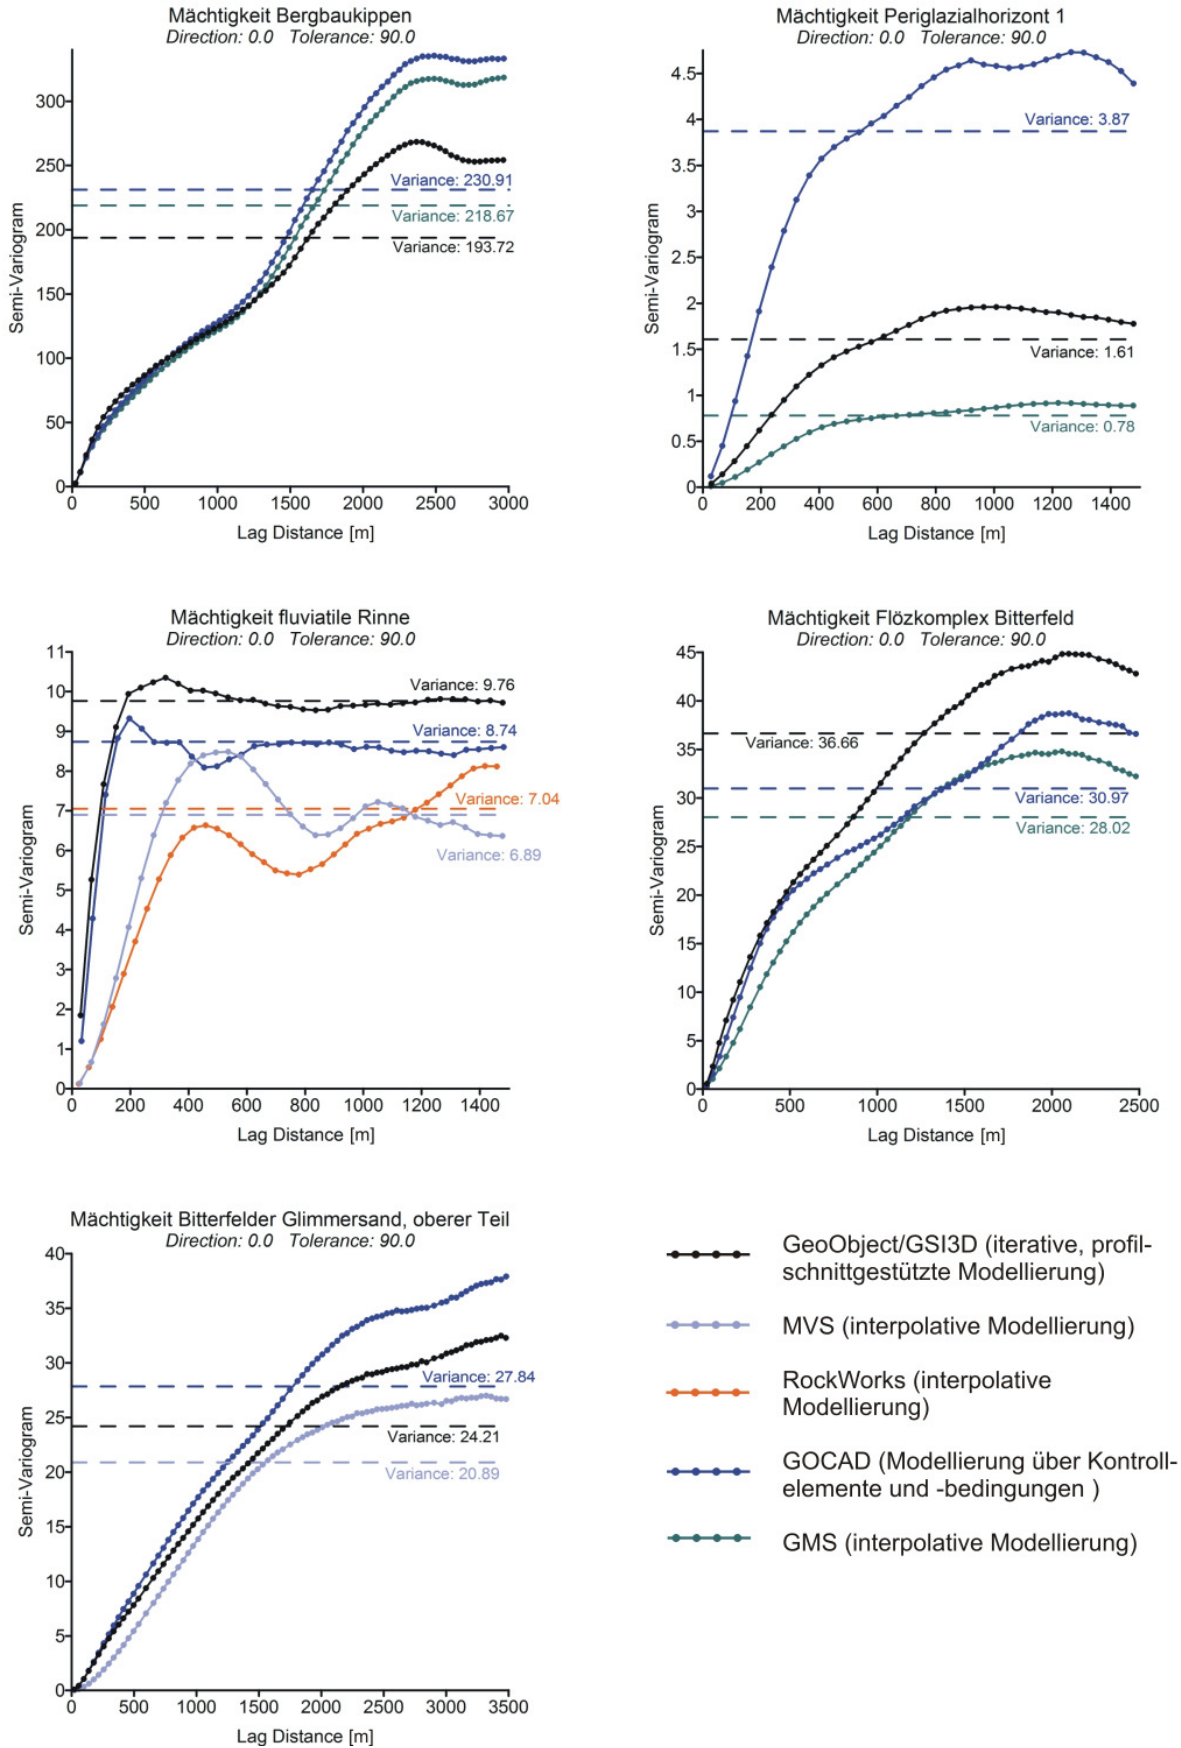 Mächtigkeit Bergbaukippen
Direction: 0.0 Tolerance: 90.0
Semi-Variogram
300
250
200
150
100
50
0
Variance: 230.91
Variance: 218.67
Variance: 193.72
0 500 1000 1500 2000 2500 3000
Lag Distance [m]
Mächtigkeit Periglazialhorizont 1
Direction: 0.0 Tolerance: 90.0
Semi-Variogram
4.5
4
3.5
3
2.5
2
1.5
1
0.5
0
Variance: 3.87
Variance: 1.61
Variance: 0.78
0 200 400 600 800 1000 1200 1400
Lag Distance [m]
Mächtigkeit fluviatile Rinne
Direction: 0.0 Tolerance: 90.0
Semi-Variogram
11
10
9
8
7
6
5
4
3
2
1
0
Variance: 9.76
Variance: 8.74
Variance: 7.04
Variance: 6.89
0 200 400 600 800 1000 1200 1400
Lag Distance [m]
Mächtigkeit Flözkomplex Bitterfeld
Direction: 0.0 Tolerance: 90.0
Semi-Variogram
45
40
35
30
25
20
15
10
5
0
Variance: 36.66
Variance: 30.97
Variance: 28.02
0 500 1000 1500 2000 2500
Lag Distance [m]
Mächtigkeit Bitterfelder Glimmersand, oberer Teil
Direction: 0.0 Tolerance: 90.0
Semi-Variogram
40
35
30
25
20
15
10
5
0
Variance: 27.84
Variance: 24.21
Variance: 20.89
0 500 1000 1500 2000 2500 3000 3500
Lag Distance [m]
GeoObject/GSI3D (iterative, profil-
schnittgestützte Modellierung)
MVS (interpolative Modellierung)
RockWorks (interpolative
Modellierung)
GOCAD (Modellierung über Kontroll-
elemente und -bedingungen )
GMS (interpolative Modellierung)